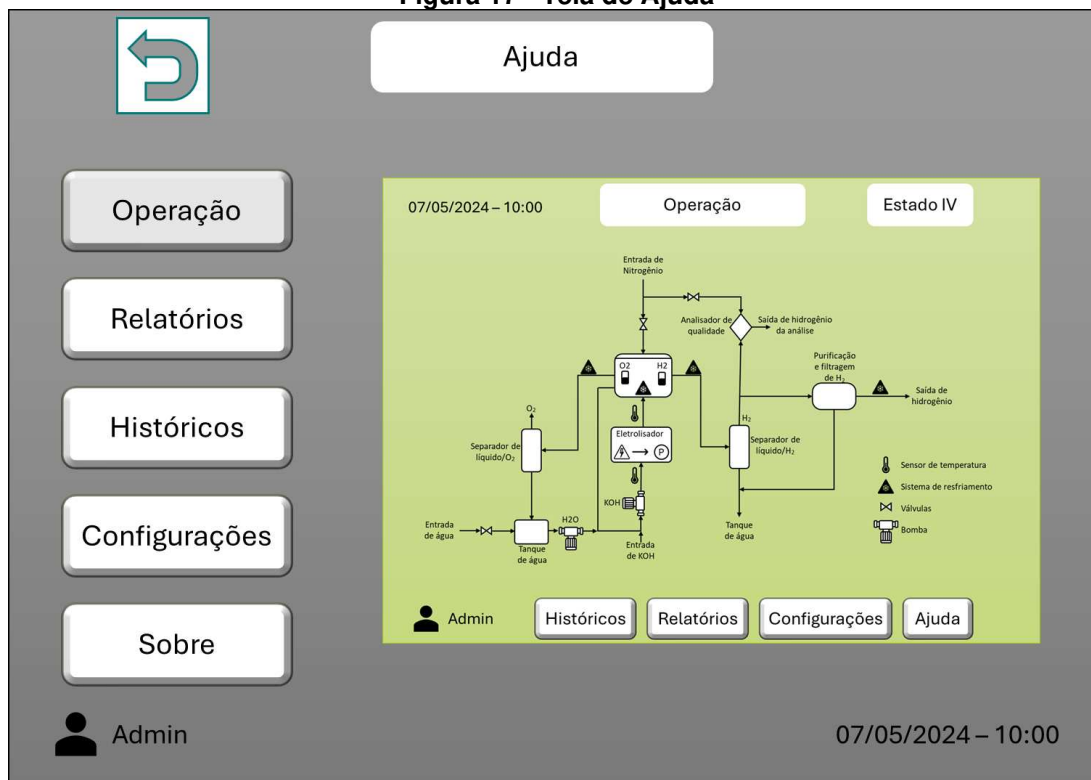 Figura 17 - Tela de Ajuda
Ajuda
Operação
Relatórios
Históricos
Configurações
Sobre
07/05/2024 – 10:00
Operação
Estado IV
Entrada de
Nitrogênio
Analisador de
qualidade
Saída de hidrogênio
da análise
Purificação
e filtragem
de H₂
Saída de
hidrogênio
O2
H2
O₂
H₂
Separador de
líquido/O₂
Eletrolisador
P
Separador de
líquido/H₂
KOH
H2O
Entrada
de água
Tanque
de água
Entrada
de KOH
Tanque
de água
Sensor de temperatura
Sistema de resfriamento
Válvulas
Bomba
Admin
Históricos
Relatórios
Configurações
Ajuda
Admin
07/05/2024 – 10:00